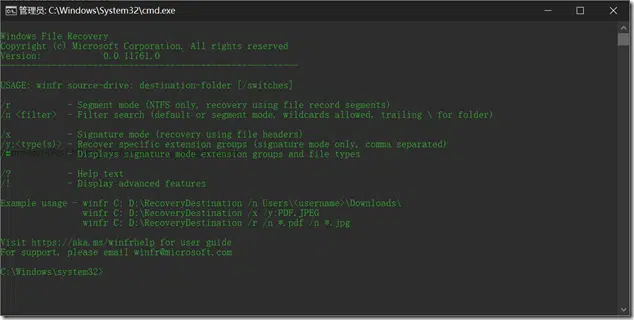 管理员: C:\Windows\System32\cmd.exe
Windows File Recovery
Copyright (c) Microsoft Corporation. All rights reserved
Version: 0.0.11761.0
----------------------------------------------------
USAGE: winfr source-drive: destination-folder [/switches]
/r - Segment mode (NTFS only, recovery using file record segments)
/n <filter> - Filter search (default or segment mode, wildcards allowed, trailing \ for folder)
/x - Signature mode (recovery using file headers)
/y:<type(s)> - Recover specific extension groups (signature mode only, comma separated)
/# - Displays signature mode extension groups and file types
/? - Help text
/! - Display advanced features
Example usage - winfr C: D:\RecoveryDestination /n Users\<username>\Downloads\
winfr C: D:\RecoveryDestination /x /y:PDF,JPEG
winfr C: D:\RecoveryDestination /r /n *.pdf /n *.jpg
Visit https://aka.ms/winfrhelp for user guide
For support, please email winfr@microsoft.com
C:\Windows\system32>